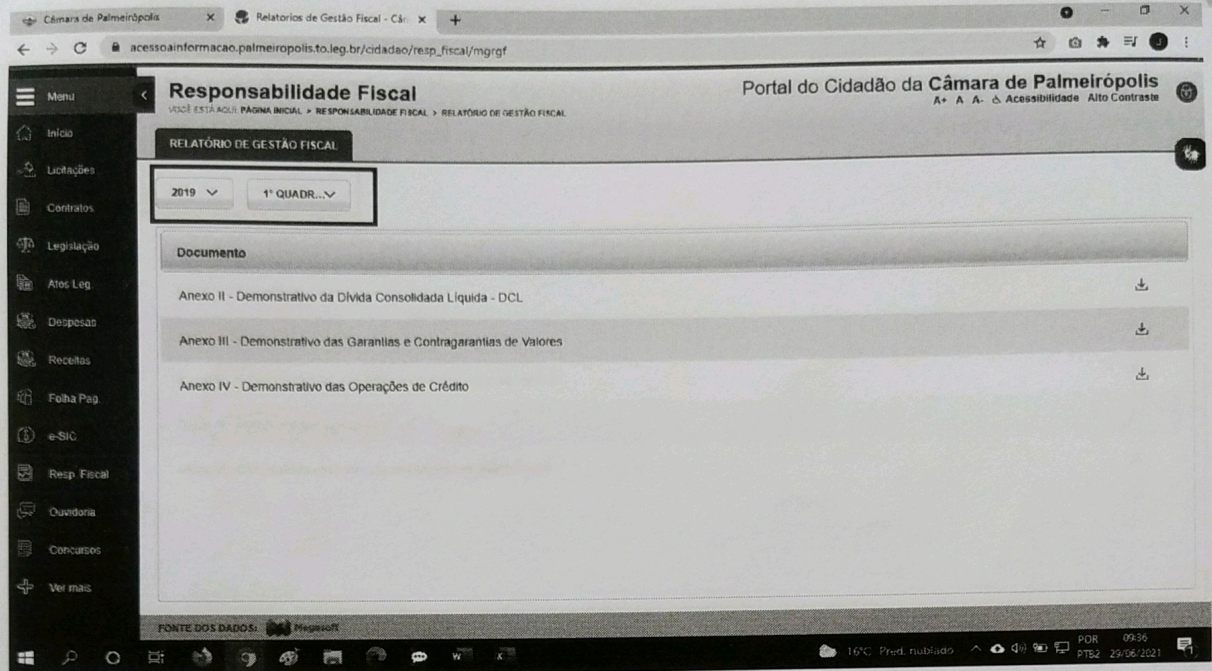 Câmara de Palmeirópolis
Relatorios de Gestão Fiscal - Câ
acessoainformacao.palmeiropolis.to.leg.br/cidadao/resp_fiscal/mgrgf
Menu
Responsabilidade Fiscal
Portal do Cidadão da Câmara de Palmeirópolis
VOCÊ ESTÁ AQUI: PÁGINA INICIAL > RESPONSABILIDADE FISCAL > RELATÓRIO DE GESTÃO FISCAL
A+ A A- Acessibilidade Alto Contraste
Início
RELATÓRIO DE GESTÃO FISCAL
Licitações
2019
1° QUADR...
Contratos
Legislação
Documento
Atos Leg.
Anexo II - Demonstrativo da Dívida Consolidada Líquida - DCL
Despesas
Anexo III - Demonstrativo das Garantias e Contragarantias de Valores
Receitas
Anexo IV - Demonstrativo das Operações de Crédito
Folha Pag.
e-SIC
Resp. Fiscal
Ouvidoria
Concursos
Ver mais
FONTE DOS DADOS: Megasoft
16°C Pred. nublado
POR
PTB2
09:36
29/06/2021